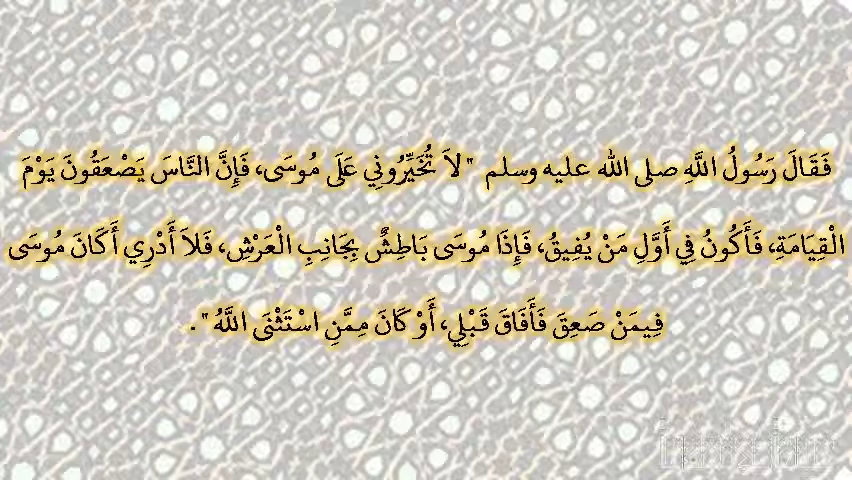 فَقَالَ رَسُولُ اللَّهِ صلى الله عليه وسلم " لاَ تُخَيِّرُونِي عَلَى مُوسَى، فَإِنَّ النَّاسَ يَصْعَقُونَ يَوْمَ
الْقِيَامَةِ، فَأَكُونُ فِي أَوَّلِ مَنْ يُفِيقُ، فَإِذَا مُوسَى بَاطِشٌ بِجَانِبِ الْعَرْشِ، فَلاَ أَدْرِي أَكَانَ مُوسَى
فِيمَنْ صَعِقَ فَأَفَاقَ قَبْلِي، أَوْ كَانَ مِمَّنِ اسْتَثْنَى اللَّهُ ".